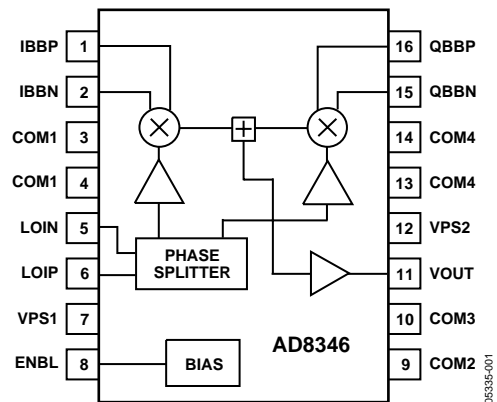 IBBP 1
IBBN 2
COM1 3
COM1 4
LOIN 5
LOIP 6
VPS1 7
ENBL 8
16 QBBP
15 QBBN
14 COM4
13 COM4
12 VPS2
11 VOUT
10 COM3
9 COM2
PHASE
SPLITTER
BIAS
AD8346
05335-001